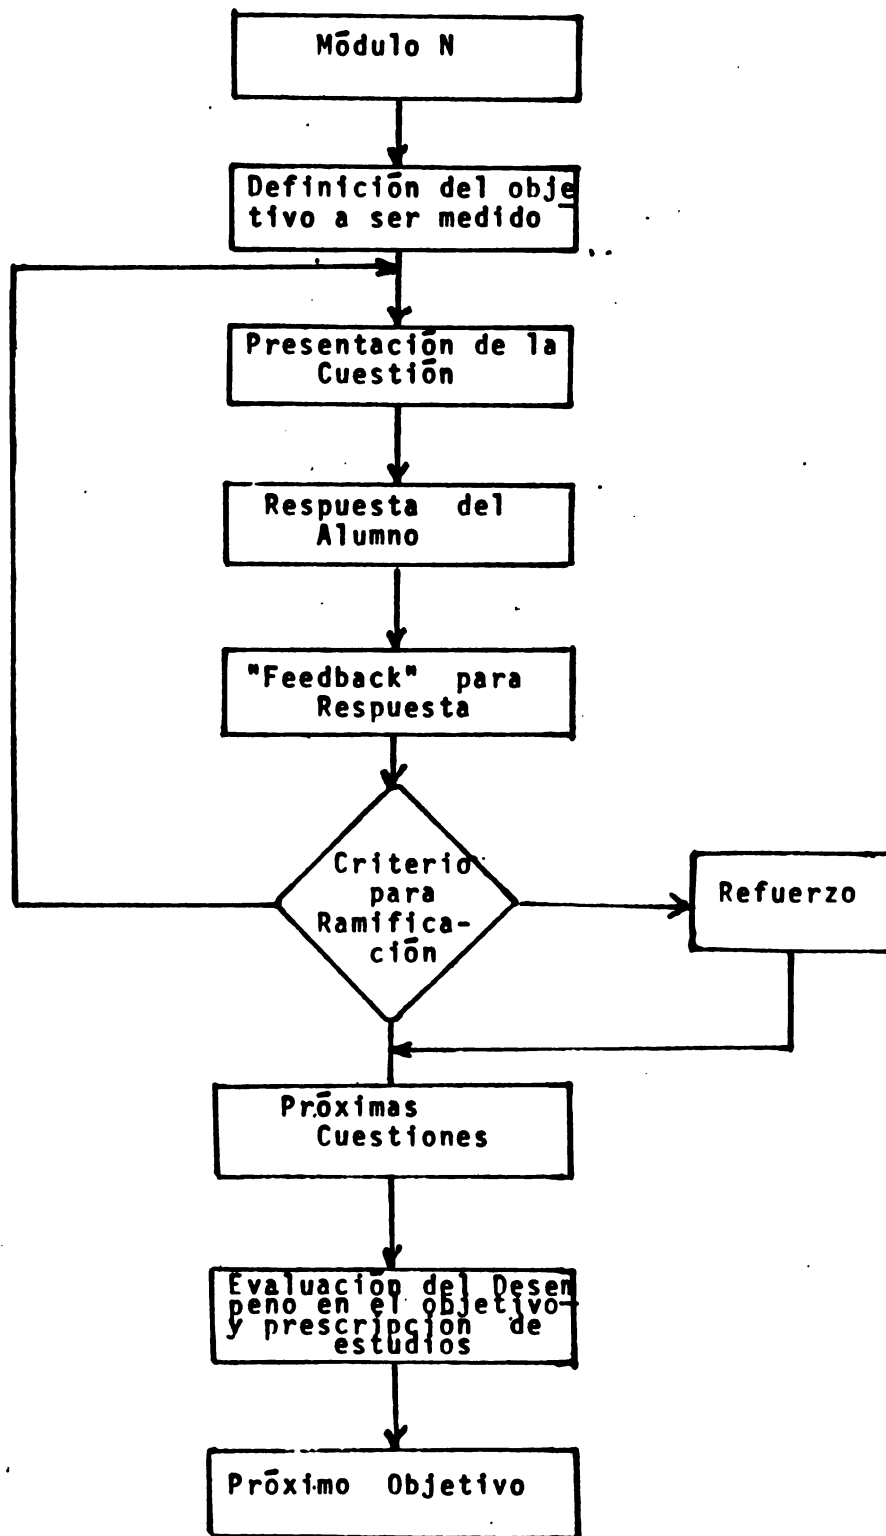 Módulo N
Definición del obje
tivo a ser medido
Presentación de la
Cuestión
Respuesta del
Alumno
"Feedback" para
Respuesta
Criterio
para
Ramifica-
ción
Refuerzo
Próximas
Cuestiones
Evaluación del Desem
peno en el objetivo
y prescripción de
estudios
Próximo Objetivo